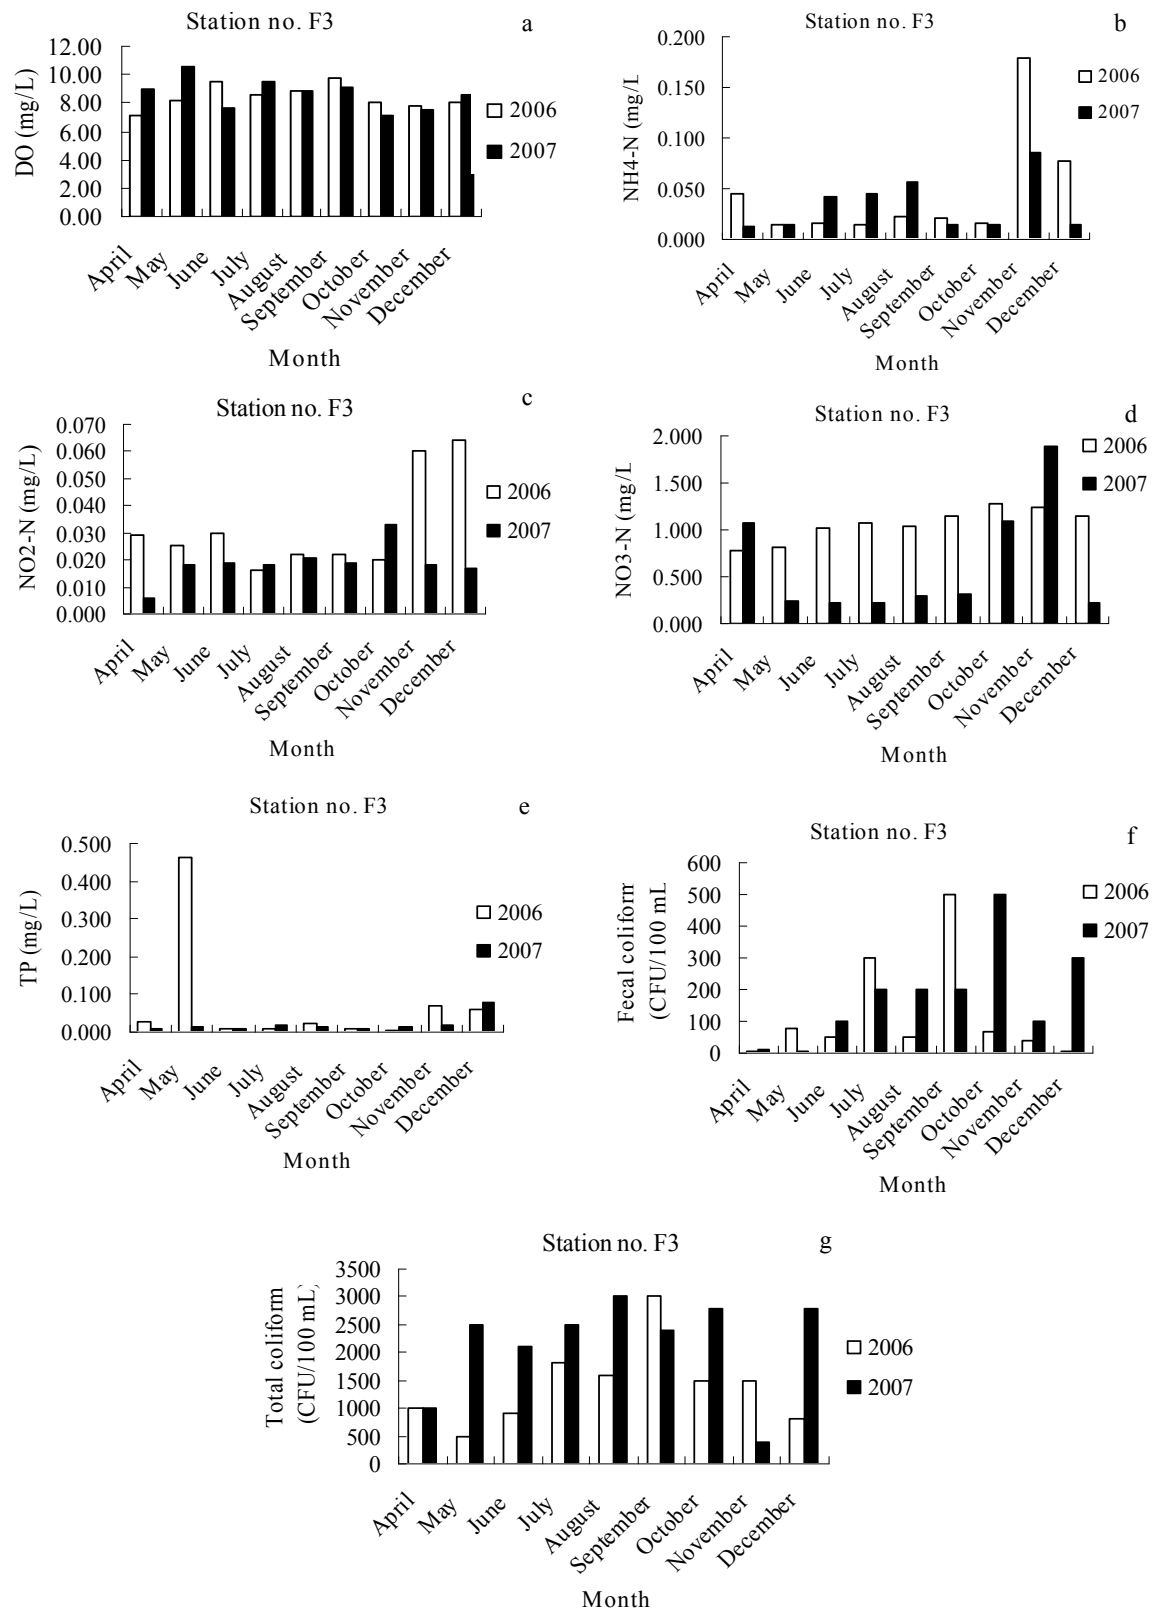 Station no. F3
a
DO (mg/L)
12.00
10.00
8.00
6.00
4.00
2.00
0.00
2006
2007
April
May
June
July
August
September
October
November
December
Month
Station no. F3
b
NH4-N (mg/L
0.200
0.150
0.100
0.050
0.000
2006
2007
April
May
June
July
August
September
October
November
December
Month
Station no. F3
c
NO2-N (mg/L)
0.070
0.060
0.050
0.040
0.030
0.020
0.010
0.000
2006
2007
April
May
June
July
August
September
October
November
December
Month
Station no. F3
d
NO3-N (mg/L
2.000
1.500
1.000
0.500
0.000
2006
2007
April
May
June
July
August
September
October
November
December
Month
Station no. F3
e
TP (mg/L)
0.500
0.400
0.300
0.200
0.100
0.000
2006
2007
April
May
June
July
August
September
October
November
December
Month
Station no. F3
f
Fecal coliform
(CFU/100 mL
600
500
400
300
200
100
0
2006
2007
April
May
June
July
August
September
October
November
December
Month
Station no. F3
g
Total coliform
(CFU/100 mL)
3500
3000
2500
2000
1500
1000
500
0
2006
2007
April
May
June
July
August
September
October
November
December
Month